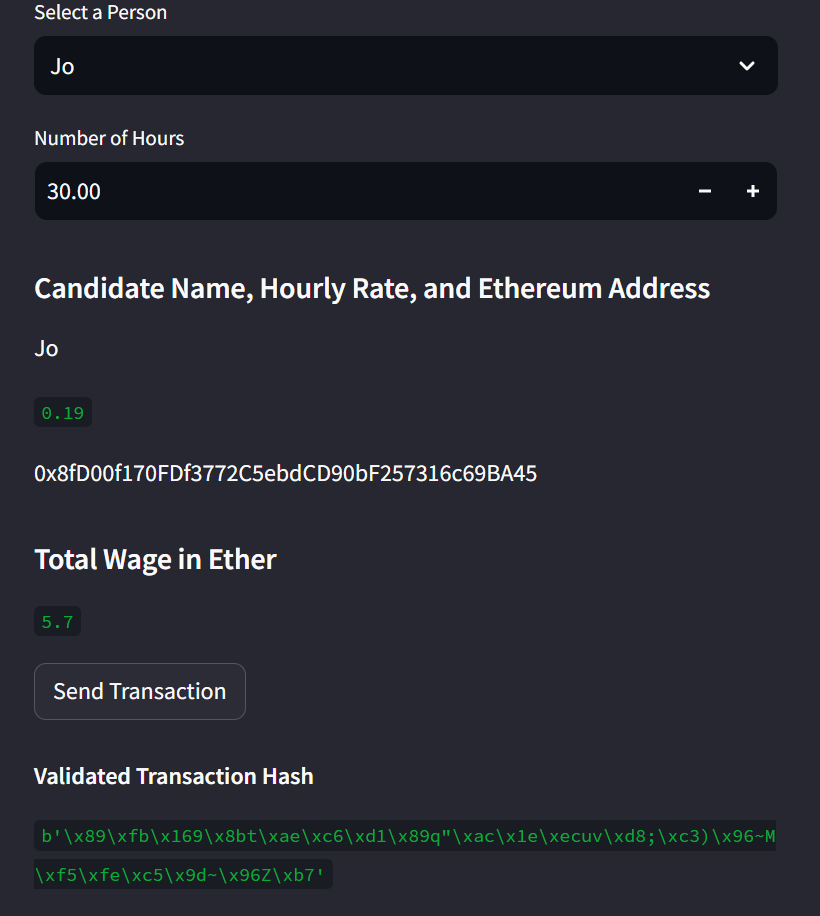 Select a Person
Jo
Number of Hours
30.00
Candidate Name, Hourly Rate, and Ethereum Address
Jo
0.19
0x8fD00f170FDf3772C5ebdCD90bF257316c69BA45
Total Wage in Ether
5.7
Send Transaction
Validated Transaction Hash
b'\x89\xfb\x169\x8bt\xae\xc6\xd1\x89q"\xac\x1e\xecuv\xd8;\xc3)\x96~M
\xf5\xfe\xc5\x9d~\x96Z\xb7'